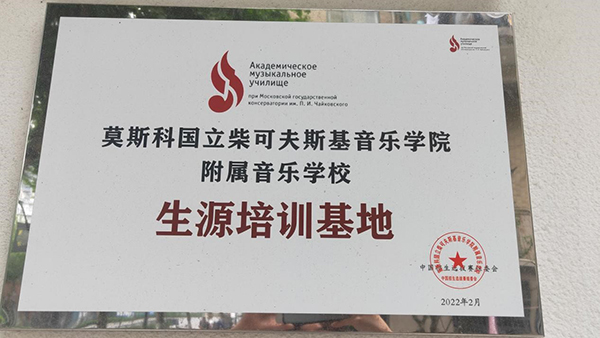 Академическое
музыкальное
училище
при Московской государственной
консерватории им. П. И. Чайковского
莫斯科国立柴可夫斯基音乐学院
附属音乐学校
生源培训基地
2022年2月